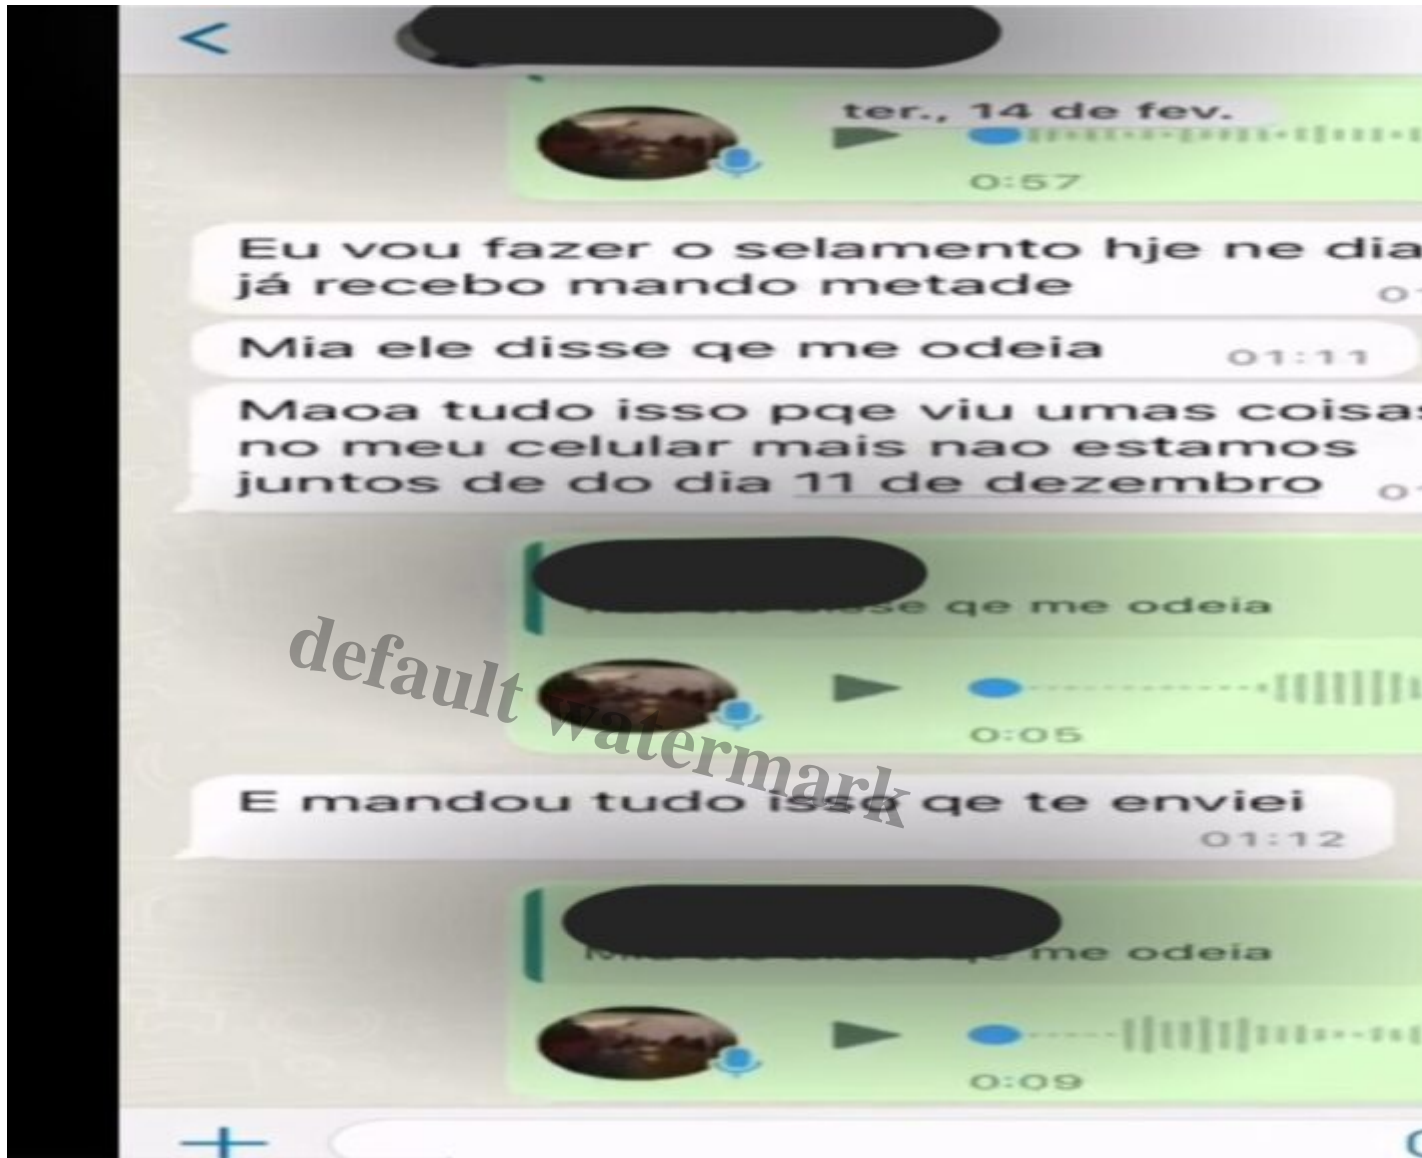 ter., 14 de fev.
0:57
Eu vou fazer o selamento hje ne dia
já recebo mando metade
Mia ele disse qe me odeia
01:11
Maoa tudo isso pqe viu umas coisas
no meu celular mais nao estamos
juntos de do dia 11 de dezembro
qe me odeia
0:05
default watermark
E mandou tudo isso qe te enviei
01:12
me odeia
0:09